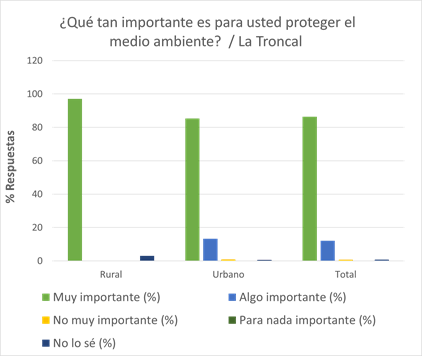 ¿Qué tan importante es para usted proteger el
medio ambiente? / La Troncal
120
100
80
60
40
20
0
% Respuestas
Rural Urbano Total
Muy importante (%) Algo importante (%)
No muy importante (%) Para nada importante (%)
No lo sé (%)